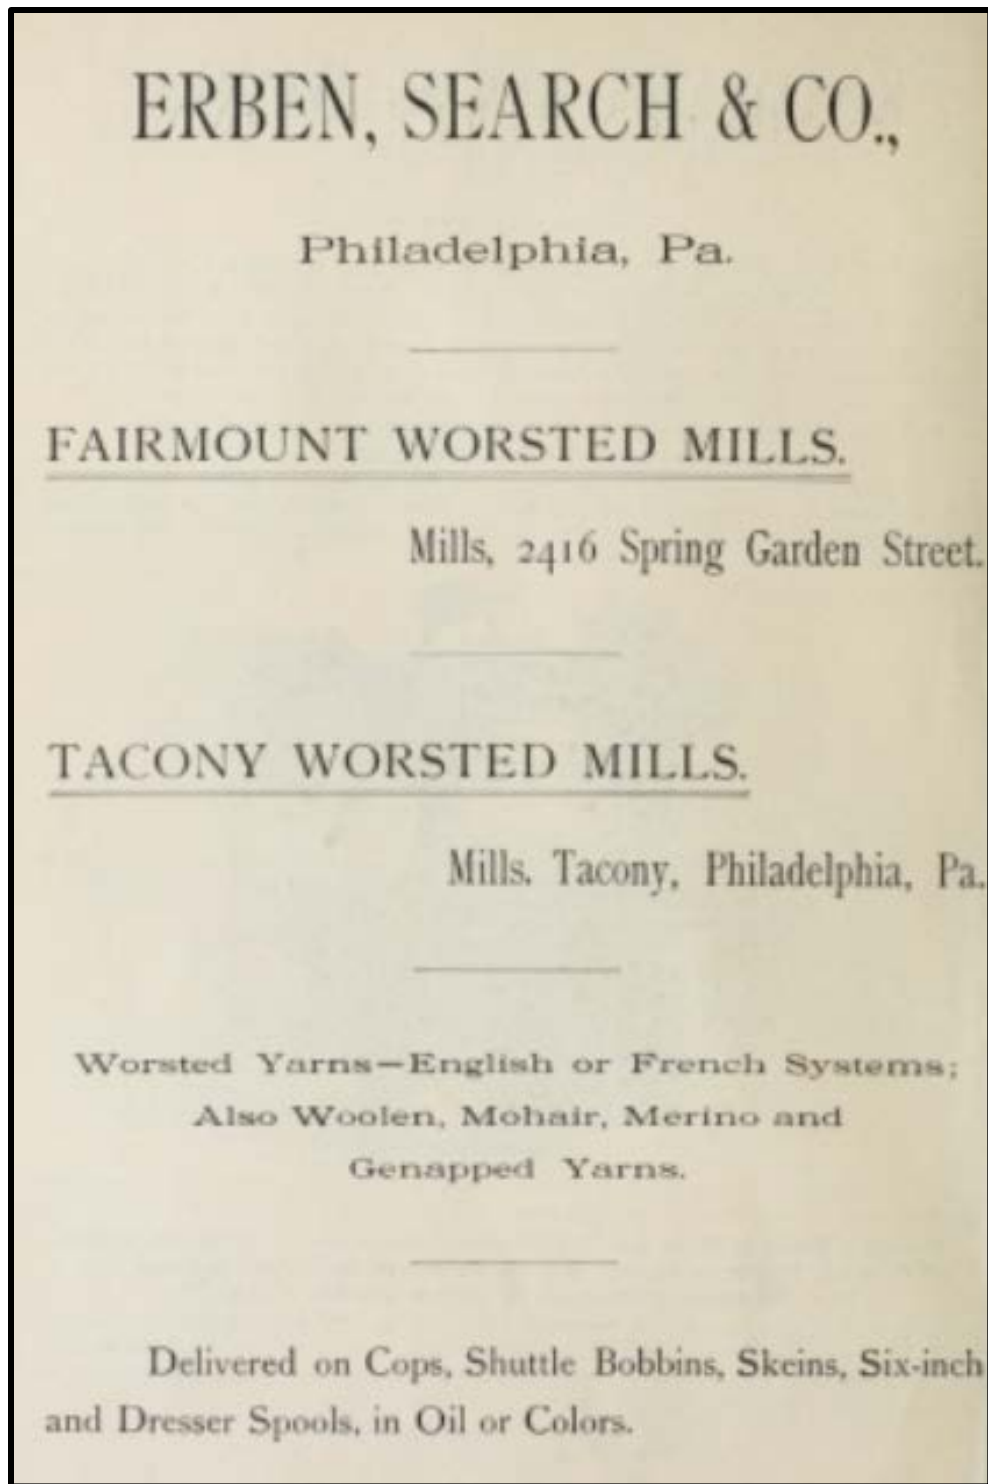 ERBEN, SEARCH & CO.,
Philadelphia, Pa.
FAIRMOUNT WORSTED MILLS.
Mills, 2416 Spring Garden Street.
TACONY WORSTED MILLS.
Mills. Tacony, Philadelphia, Pa.
Worsted Yarns—English or French Systems;
Also Woolen, Mohair, Merino and
Genapped Yarns.
Delivered on Cops, Shuttle Bobbins, Skeins, Six-inch
and Dresser Spools, in Oil or Colors.